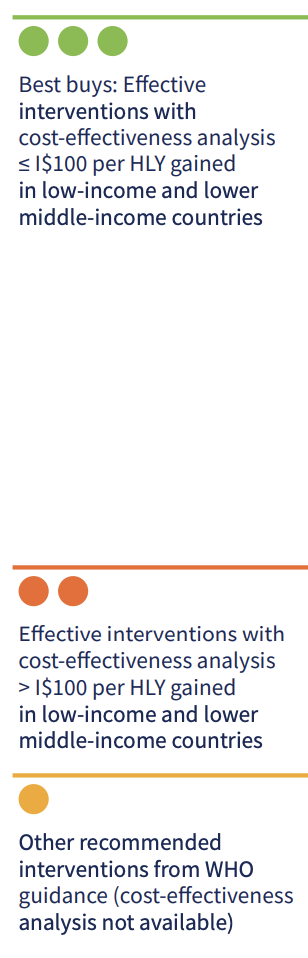 Best buys: Effective
interventions with
cost-effectiveness analysis
≤ I$100 per HLY gained
in low-income and lower
middle-income countries
Effective interventions with
cost-effectiveness analysis
> I$100 per HLY gained
in low-income and lower
middle-income countries
Other recommended
interventions from WHO
guidance (cost-effectiveness
analysis not available)